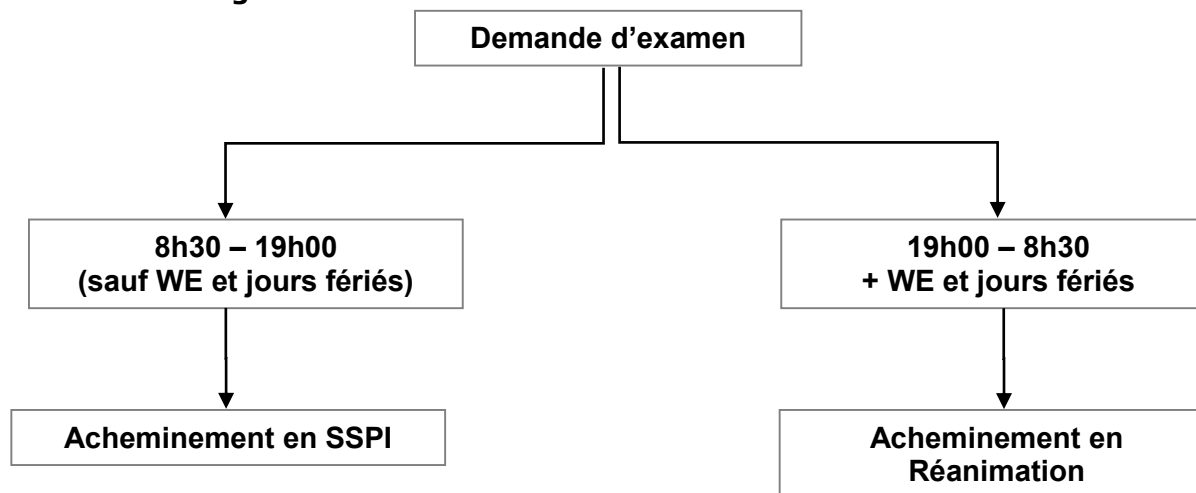 Demande d’examen
8h30 – 19h00
(sauf WE et jours fériés)
19h00 – 8h30
+ WE et jours fériés
Acheminement en SSPI
Acheminement en
Réanimation